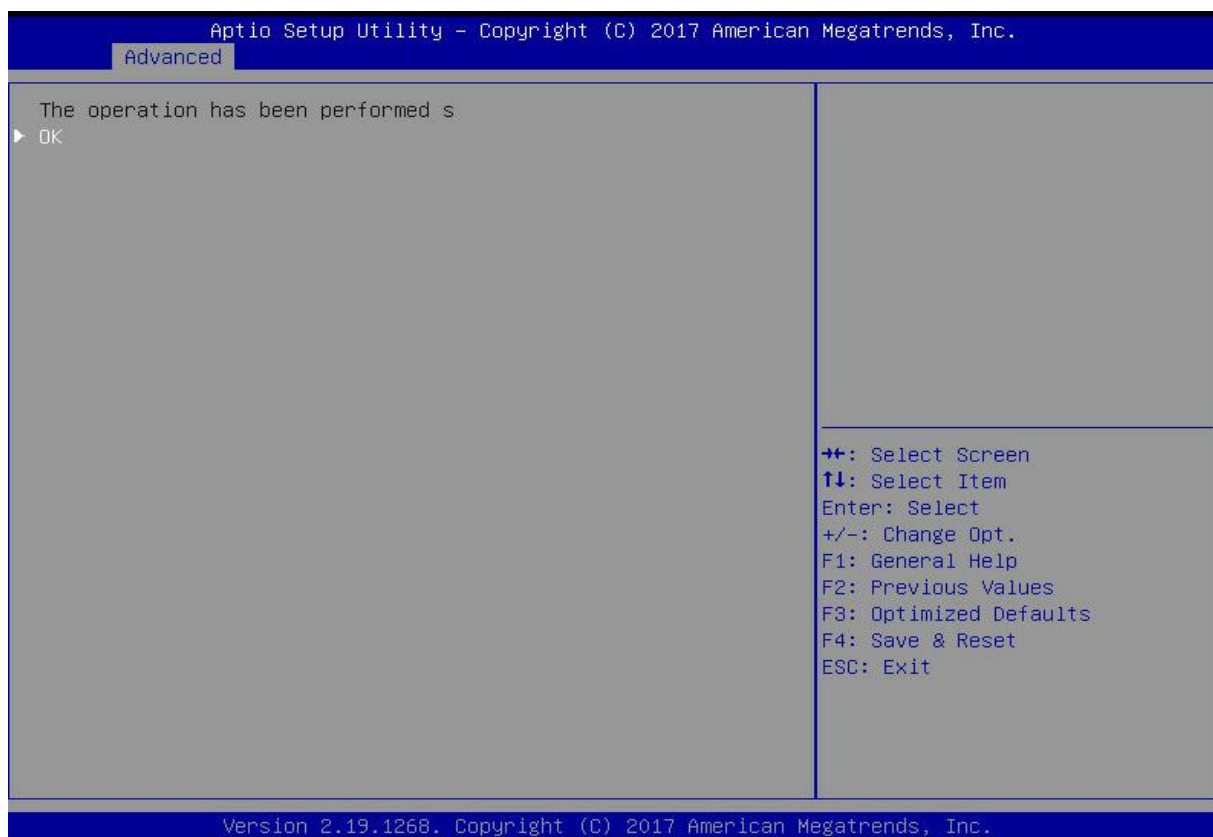 Aptio Setup Utility – Copyright (C) 2017 American Megatrends, Inc.
Advanced
The operation has been performed s
OK
→←: Select Screen
↑↓: Select Item
Enter: Select
+/-: Change Opt.
F1: General Help
F2: Previous Values
F3: Optimized Defaults
F4: Save & Reset
ESC: Exit
Version 2.19.1268. Copyright (C) 2017 American Megatrends, Inc.